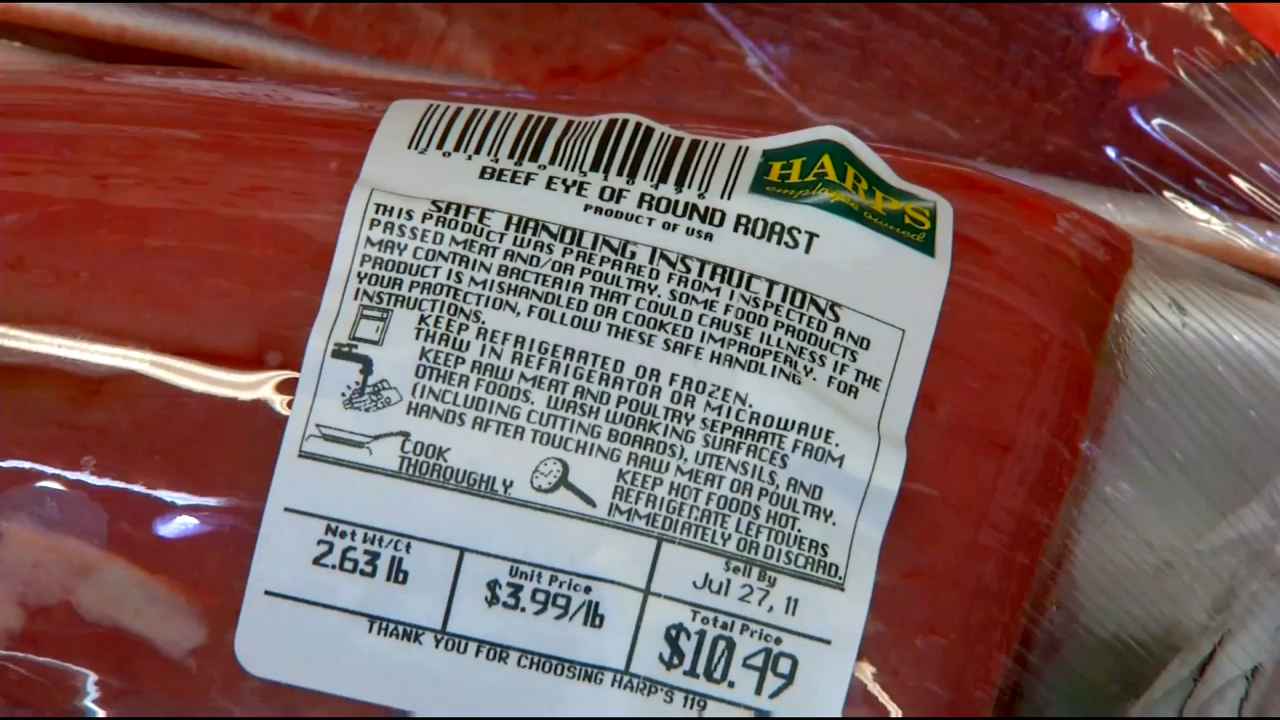 2 01480 51049 6
HARPS
employee owned
BEEF EYE OF ROUND ROAST
PRODUCT OF USA
SAFE HANDLING INSTRUCTIONS
THIS PRODUCT WAS PREPARED FROM INSPECTED AND
PASSED MEAT AND/OR POULTRY. SOME FOOD PRODUCTS
MAY CONTAIN BACTERIA THAT COULD CAUSE ILLNESS IF THE
PRODUCT IS MISHANDLED OR COOKED IMPROPERLY. FOR
YOUR PROTECTION, FOLLOW THESE SAFE HANDLING
INSTRUCTIONS.
KEEP REFRIGERATED OR FROZEN.
THAW IN REFRIGERATOR OR MICROWAVE.
KEEP RAW MEAT AND POULTRY SEPARATE FROM
OTHER FOODS. WASH WORKING SURFACES
(INCLUDING CUTTING BOARDS), UTENSILS, AND
HANDS AFTER TOUCHING RAW MEAT OR POULTRY.
COOK
THOROUGHLY.
KEEP HOT FOODS HOT.
REFRIGERATE LEFTOVERS
IMMEDIATELY OR DISCARD.
Net Wt/Ct
2.63 lb
Unit Price
$3.99/lb
Sell By
Jul 27, 11
Total Price
$10.49
THANK YOU FOR CHOOSING HARP'S 119